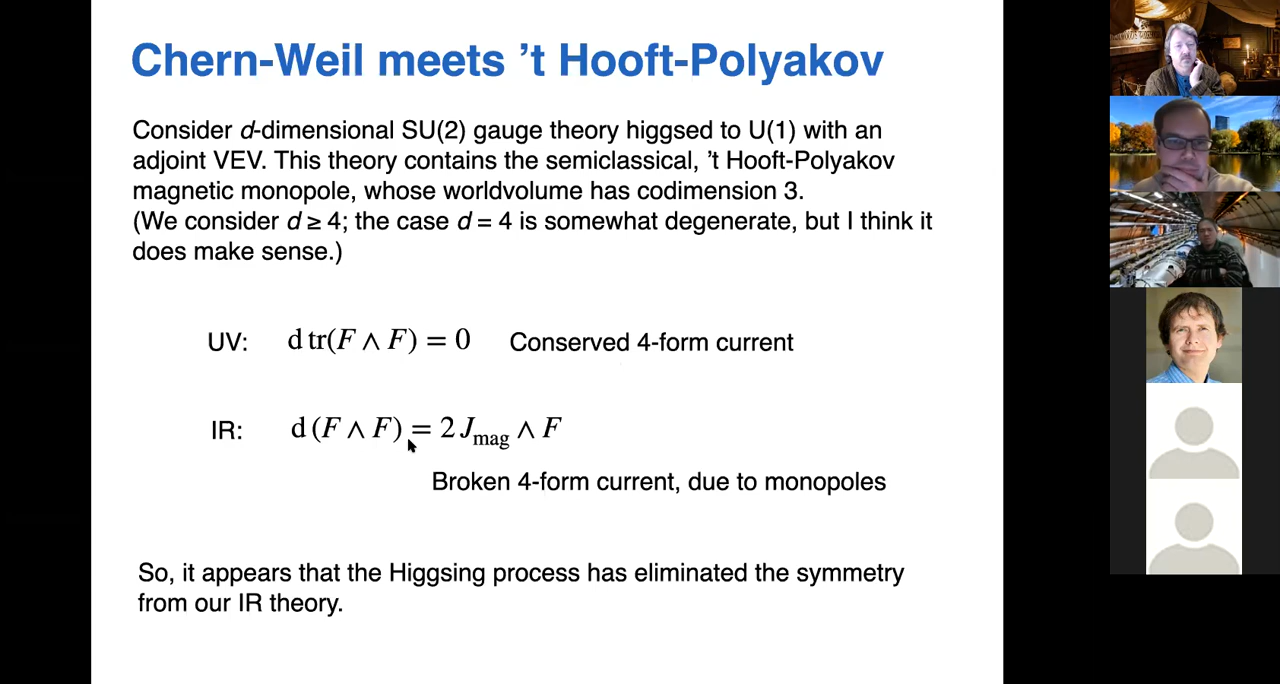 Chern-Weil meets ’t Hooft-Polyakov
Consider d-dimensional SU(2) gauge theory higgsed to U(1) with an
adjoint VEV. This theory contains the semiclassical, ’t Hooft-Polyakov
magnetic monopole, whose worldvolume has codimension 3.
(We consider d ≥ 4; the case d = 4 is somewhat degenerate, but I think it
does make sense.)
UV: d tr(F ∧ F) = 0 Conserved 4-form current
IR: d (F ∧ F) = 2 J_mag ∧ F
Broken 4-form current, due to monopoles
So, it appears that the Higgsing process has eliminated the symmetry
from our IR theory.